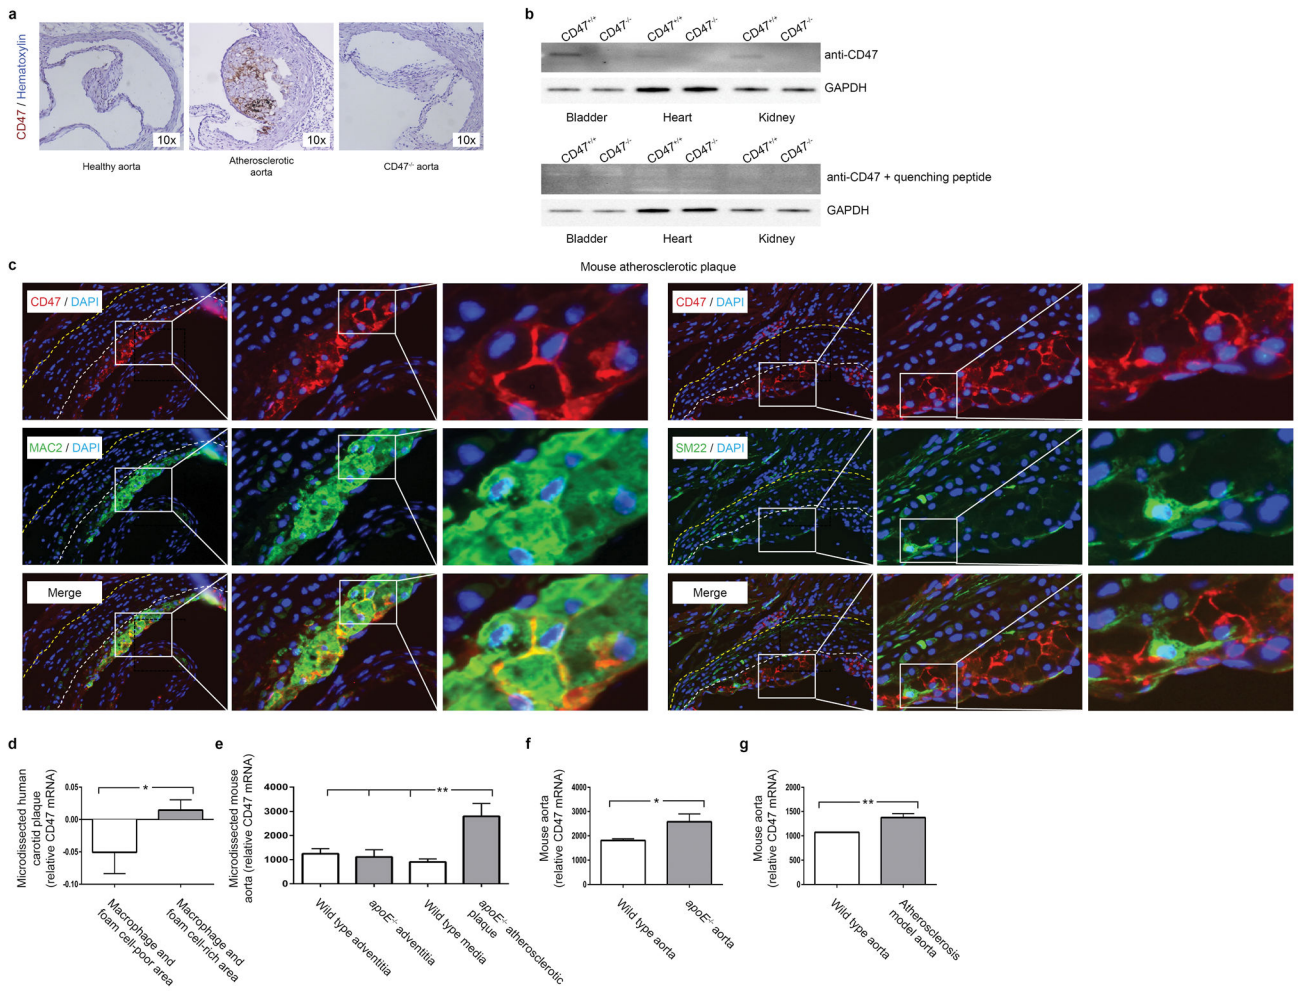 a
CD47 / Hematoxylin
10x
10x
10x
Healthy aorta
Atherosclerotic
aorta
CD47-/- aorta
b
CD47+/+
CD47-/-
CD47+/+
CD47-/-
CD47+/+
CD47-/-
anti-CD47
GAPDH
Bladder
Heart
Kidney
CD47+/+
CD47-/-
CD47+/+
CD47-/-
CD47+/+
CD47-/-
anti-CD47 + quenching peptide
GAPDH
Bladder
Heart
Kidney
c
Mouse atherosclerotic plaque
CD47 / DAPI
MAC2 / DAPI
Merge
CD47 / DAPI
SM22 / DAPI
Merge
d
Microdissected human
carotid plaque
(relative CD47 mRNA)
0.05
0.00
-0.05
-0.10
*
Macrophage and
foam cell-poor area
Macrophage and
foam cell-rich area
e
Microdissected mouse
aorta (relative CD47 mRNA)
4000
3000
2000
1000
0
**
Wild type adventitia
apoE-/- adventitia
Wild type media
apoE-/- atherosclerotic
plaque
f
Mouse aorta
(relative CD47 mRNA)
4000
3000
2000
1000
0
*
Wild type aorta
apoE-/- aorta
g
Mouse aorta
(relative CD47 mRNA)
2000
1500
1000
500
0
**
Wild type aorta
Atherosclerosis
model aorta